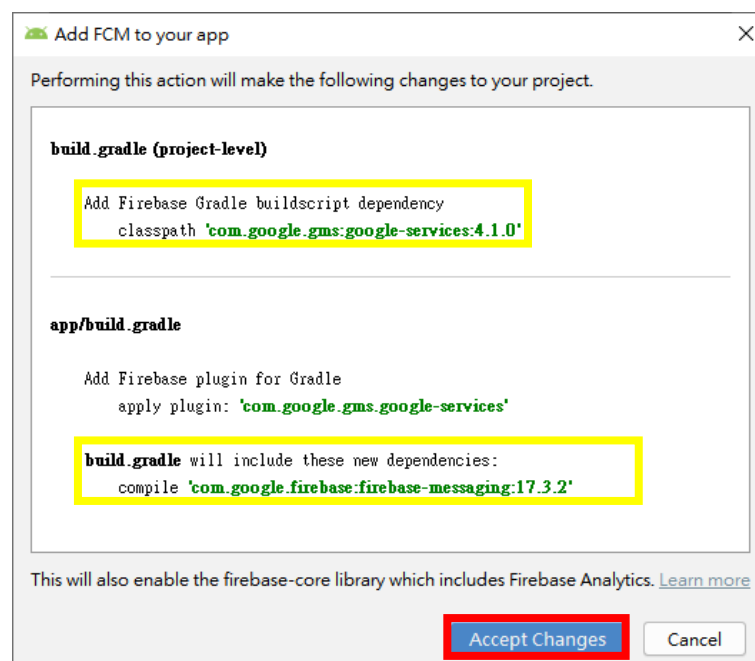 Add FCM to your app
Performing this action will make the following changes to your project.
build.gradle (project-level)
Add Firebase Gradle buildscript dependency
classpath 'com.google.gms:google-services:4.1.0'
app/build.gradle
Add Firebase plugin for Gradle
apply plugin: 'com.google.gms.google-services'
build.gradle will include these new dependencies:
compile 'com.google.firebase:firebase-messaging:17.3.2'
This will also enable the firebase-core library which includes Firebase Analytics. Learn more
Accept Changes Cancel